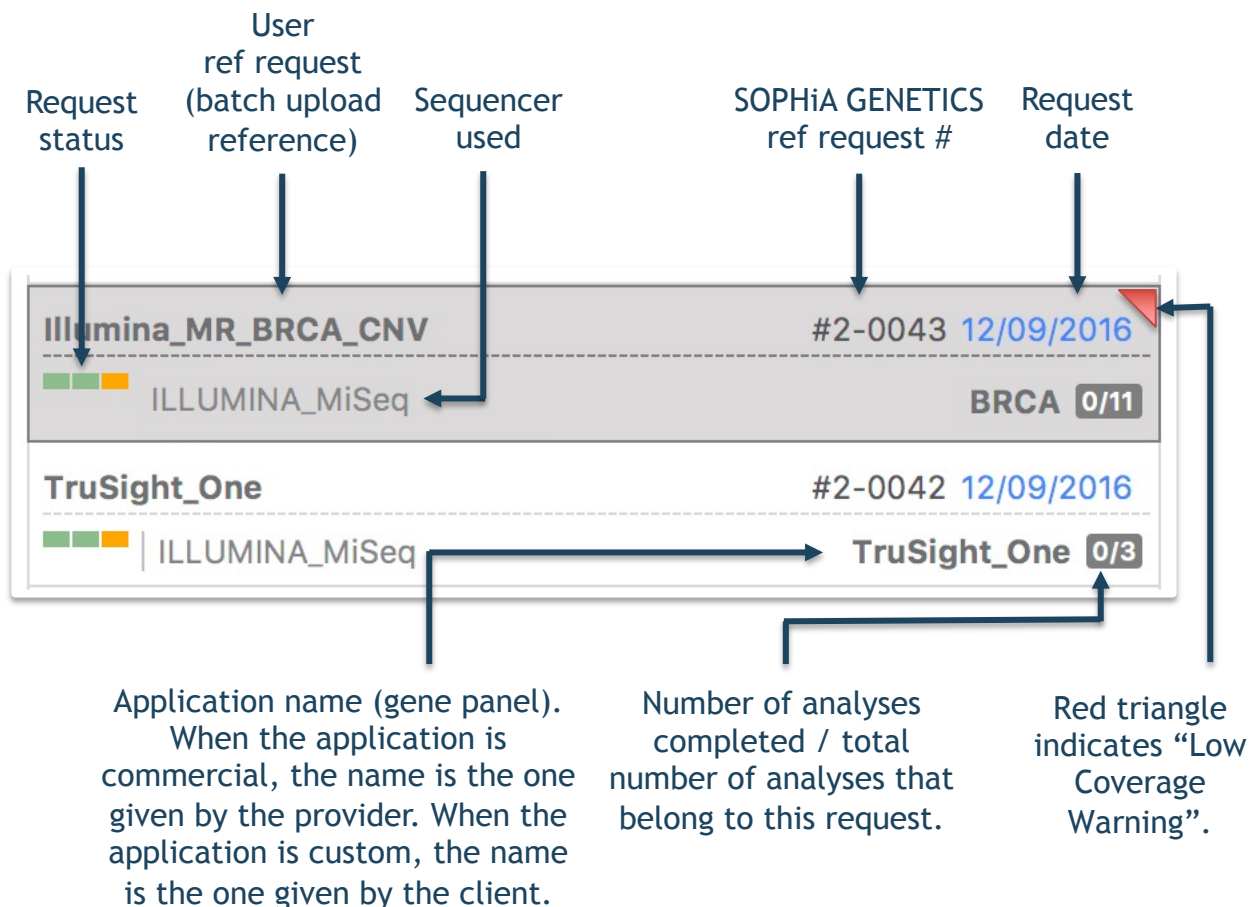 User
ref request
(batch upload
reference)
Request
status
Sequencer
used
SOPHiA GENETICS
ref request #
Request
date
Illumina_MR_BRCA_CNV
#2-0043 12/09/2016
ILLUMINA_MiSeq
BRCA 0/11
TruSight_One
#2-0042 12/09/2016
ILLUMINA_MiSeq
TruSight_One 0/3
Application name (gene panel).
When the application is
commercial, the name is the one
given by the provider. When the
application is custom, the name
is the one given by the client.
Number of analyses
completed / total
number of analyses that
belong to this request.
Red triangle
indicates “Low
Coverage
Warning”.